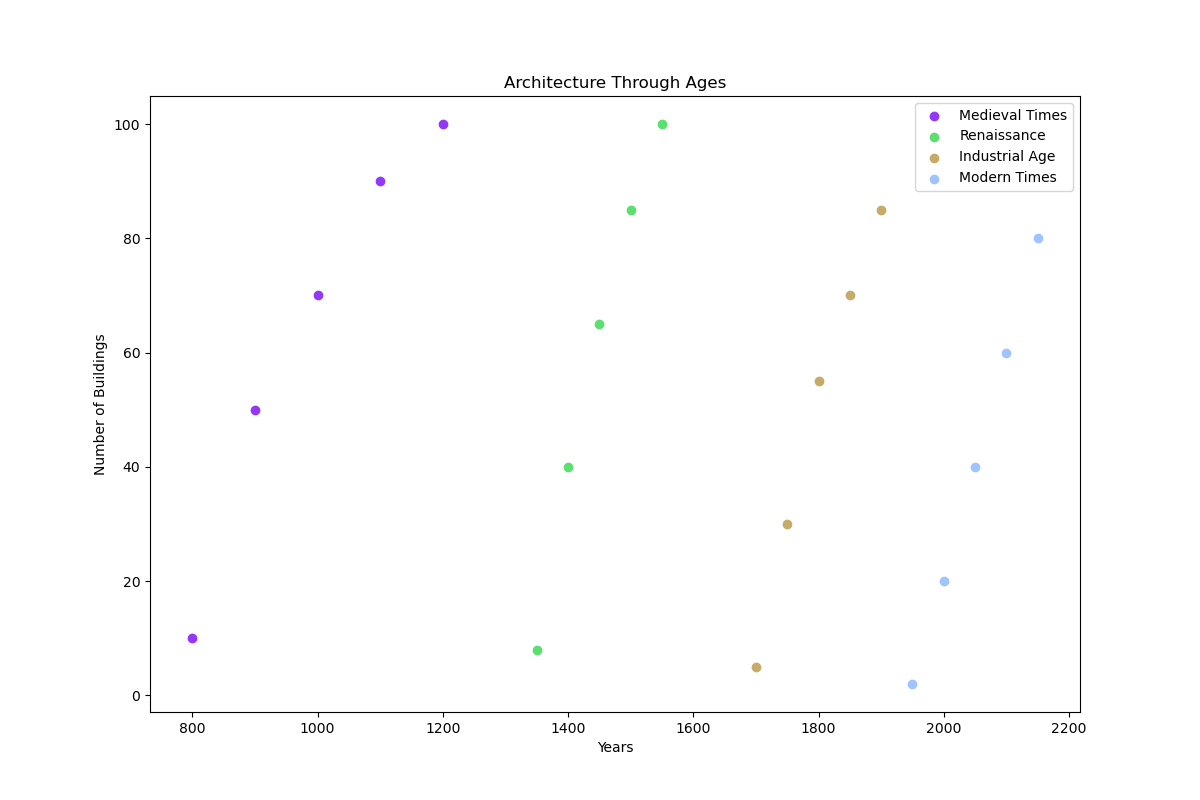 Architecture Through Ages
Medieval Times
Renaissance
Industrial Age
Modern Times
Number of Buildings
100
80
60
40
20
0
800
1000
1200
1400
1600
1800
2000
2200
Years